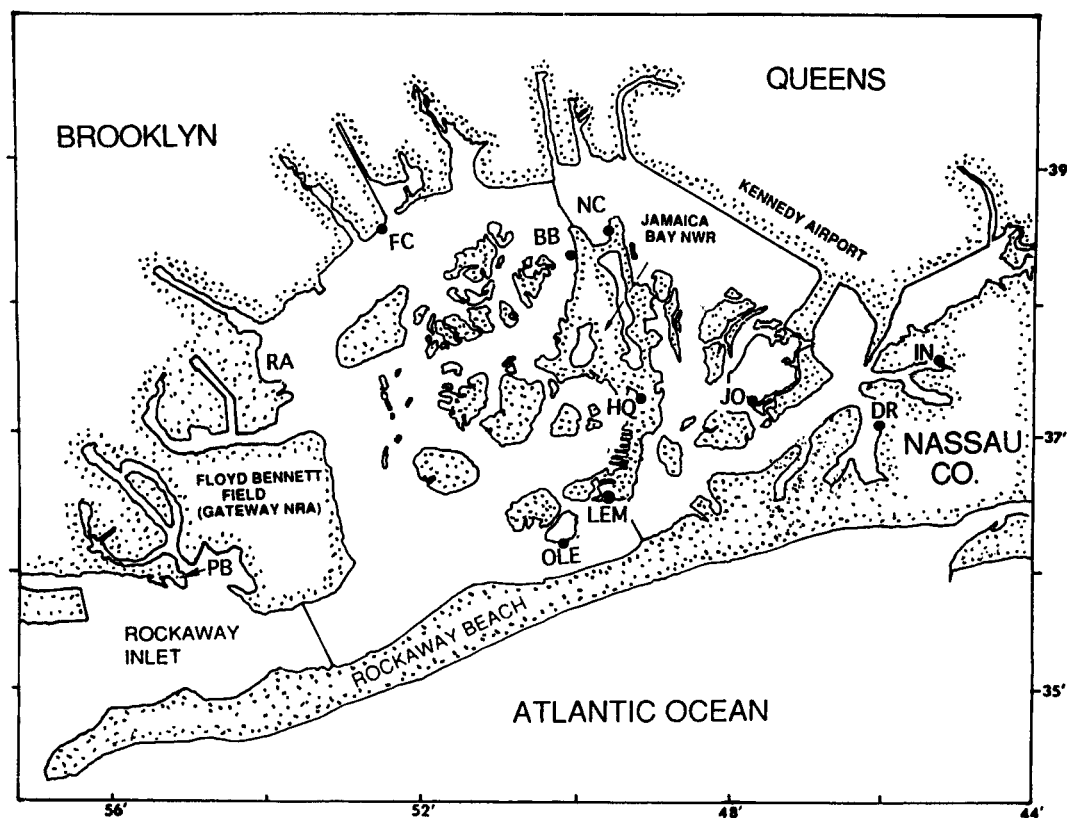 QUEENS
BROOKLYN
39
KENNEDY AIRPORT
NC
JAMAICA
BAY NWR
FC
BB
RA
IN
HQ
JO
DR
37'
NASSAU
CO.
FLOYD BENNETT
FIELD
(GATEWAY NRA)
LEM
OLE
PB
ROCKAWAY BEACH
ROCKAWAY
INLET
35'
ATLANTIC OCEAN
56'
52'
48'
44'